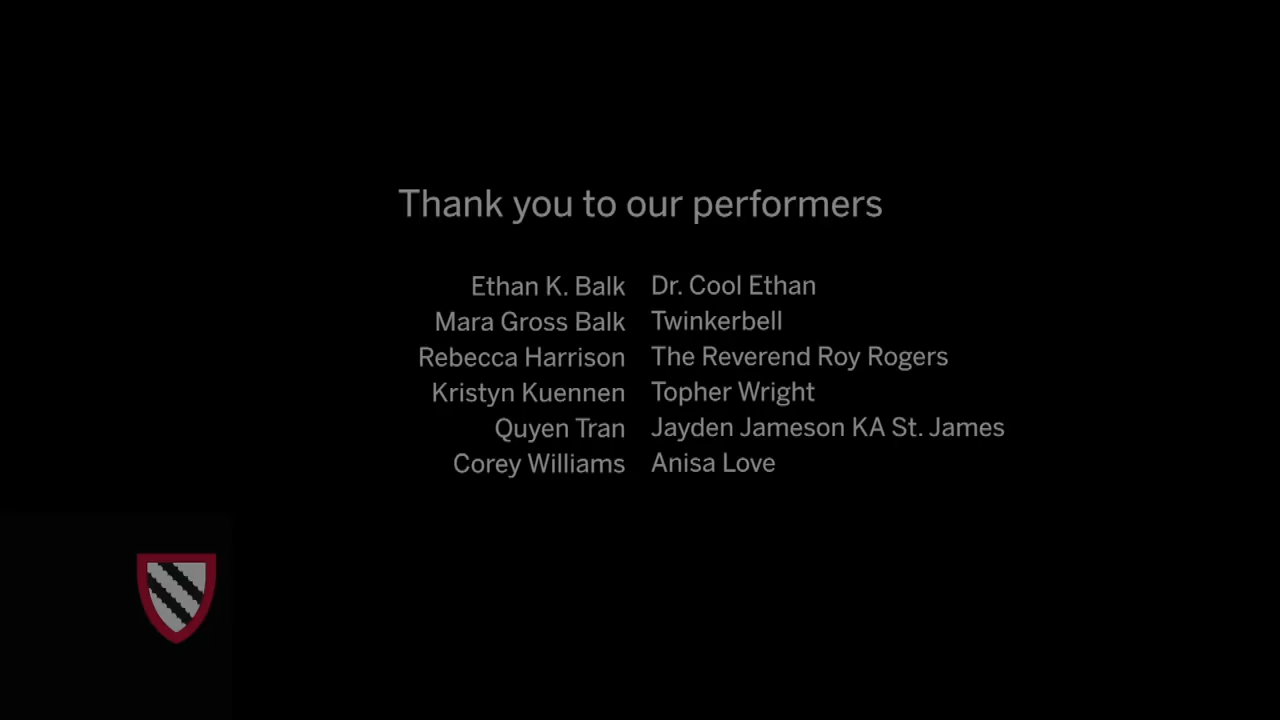 Thank you to our performers
Ethan K. Balk Dr. Cool Ethan
Mara Gross Balk Twinkerbell
Rebecca Harrison The Reverend Roy Rogers
Kristyn Kuennen Topher Wright
Quyen Tran Jayden Jameson KA St. James
Corey Williams Anisa Love